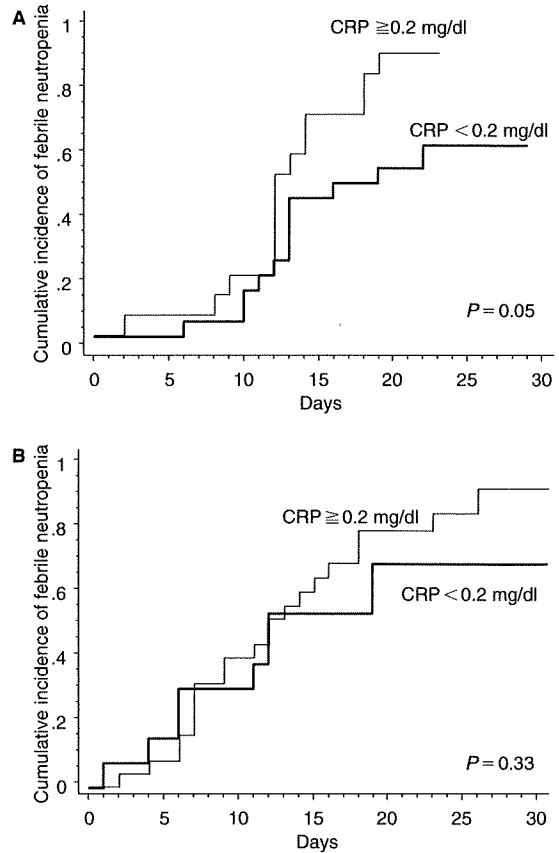 A
Cumulative incidence of febrile neutropenia
1
.8
.6
.4
.2
0
CRP ≧0.2 mg/dl
CRP <0.2 mg/dl
P=0.05
0 5 10 15 20 25 30
Days
B
Cumulative incidence of febrile neutropenia
1
.8
.6
.4
.2
0
CRP ≧0.2 mg/dl
CRP <0.2 mg/dl
P=0.33
0 5 10 15 20 25 30
Days